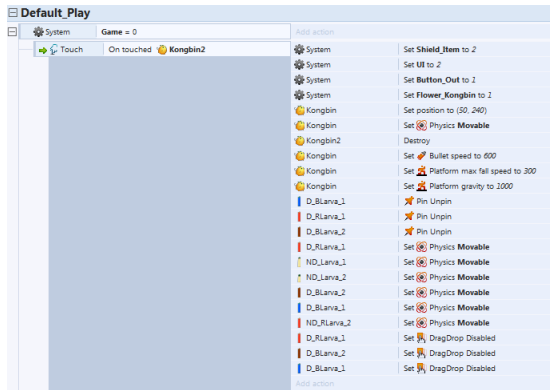 Default_Play
System Game = 0 Add action
Touch On touched Kongbin2 System Set Shield_Item to 2
System Set UI to 2
System Set Button_Out to 1
System Set Flower_Kongbin to 1
Kongbin Set position to (50, 240)
Kongbin Set Physics Movable
Kongbin2 Destroy
Kongbin Set Bullet speed to 600
Kongbin Set Platform max fall speed to 300
Kongbin Set Platform gravity to 1000
D_BLarva_1 Pin Unpin
D_RLarva_1 Pin Unpin
D_BLarva_2 Pin Unpin
D_RLarva_1 Set Physics Movable
ND_Larva_1 Set Physics Movable
ND_Larva_2 Set Physics Movable
D_BLarva_2 Set Physics Movable
D_BLarva_1 Set Physics Movable
ND_RLarva_2 Set Physics Movable
D_RLarva_1 Set DragDrop Disabled
D_BLarva_2 Set DragDrop Disabled
D_BLarva_1 Set DragDrop Disabled
Add action